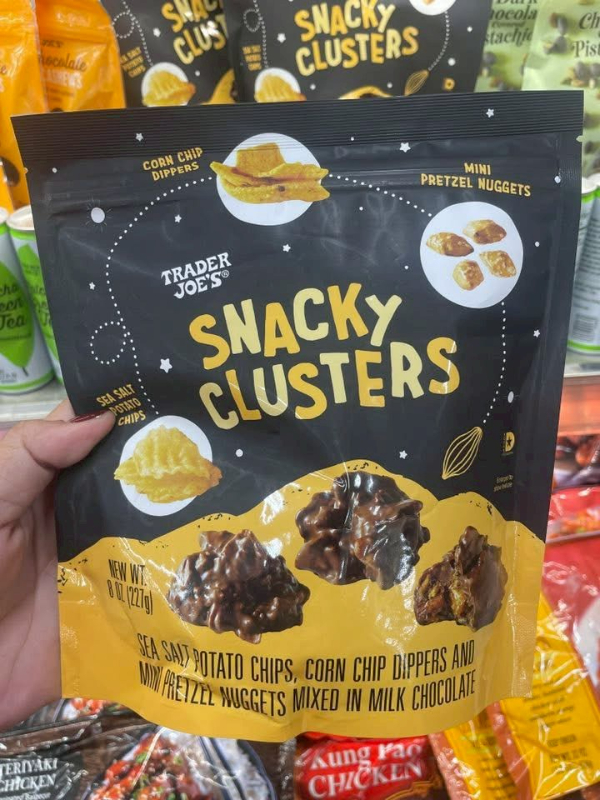 SNACKY
CLUSTERS
CORN CHIP
DIPPERS
MINI
PRETZEL NUGGETS
TRADER
JOE'S®
SNACKY
CLUSTERS
SEA SALT
POTATO
CHIPS
NEW WT.
8 OZ (227g)
SEA SALT POTATO CHIPS, CORN CHIP DIPPERS AND
MINI PRETZEL NUGGETS MIXED IN MILK CHOCOLATE
TERIYAKI
CHICKEN
Kung Pao
CHICKEN